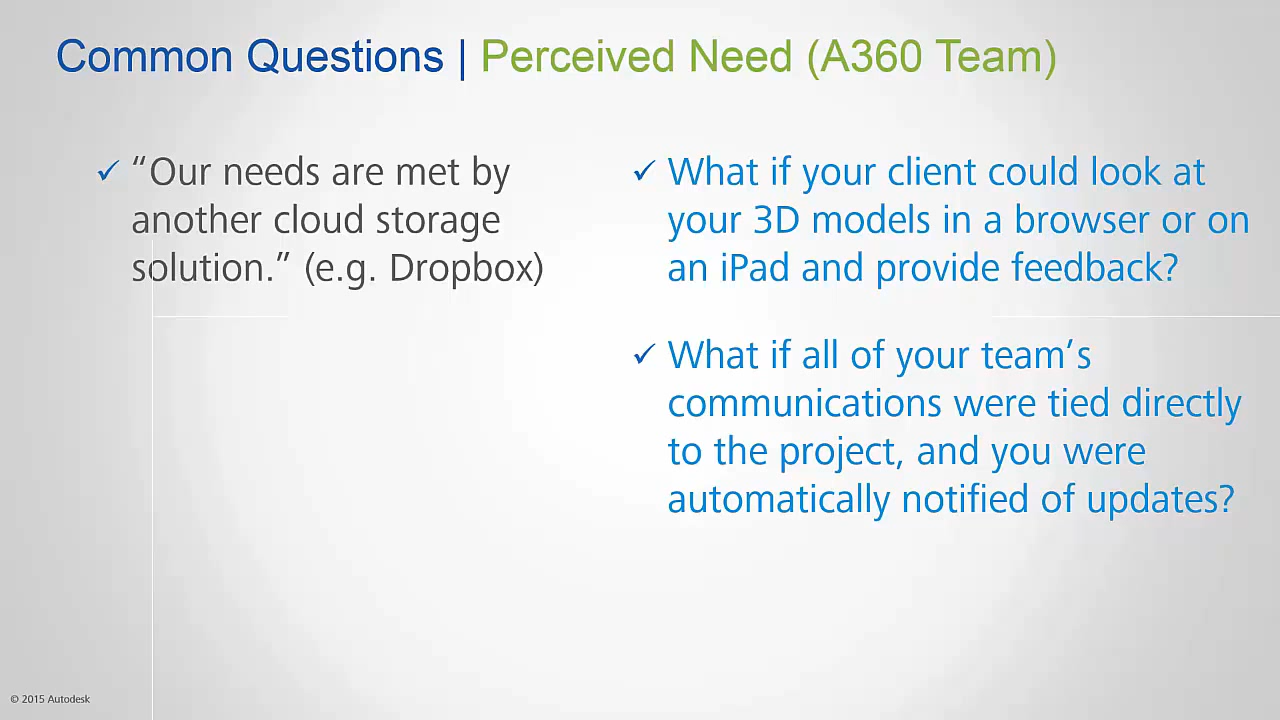 Common Questions | Perceived Need (A360 Team)
✓ “Our needs are met by
another cloud storage
solution.” (e.g. Dropbox)
✓ What if your client could look at
your 3D models in a browser or on
an iPad and provide feedback?
✓ What if all of your team’s
communications were tied directly
to the project, and you were
automatically notified of updates?
© 2015 Autodesk